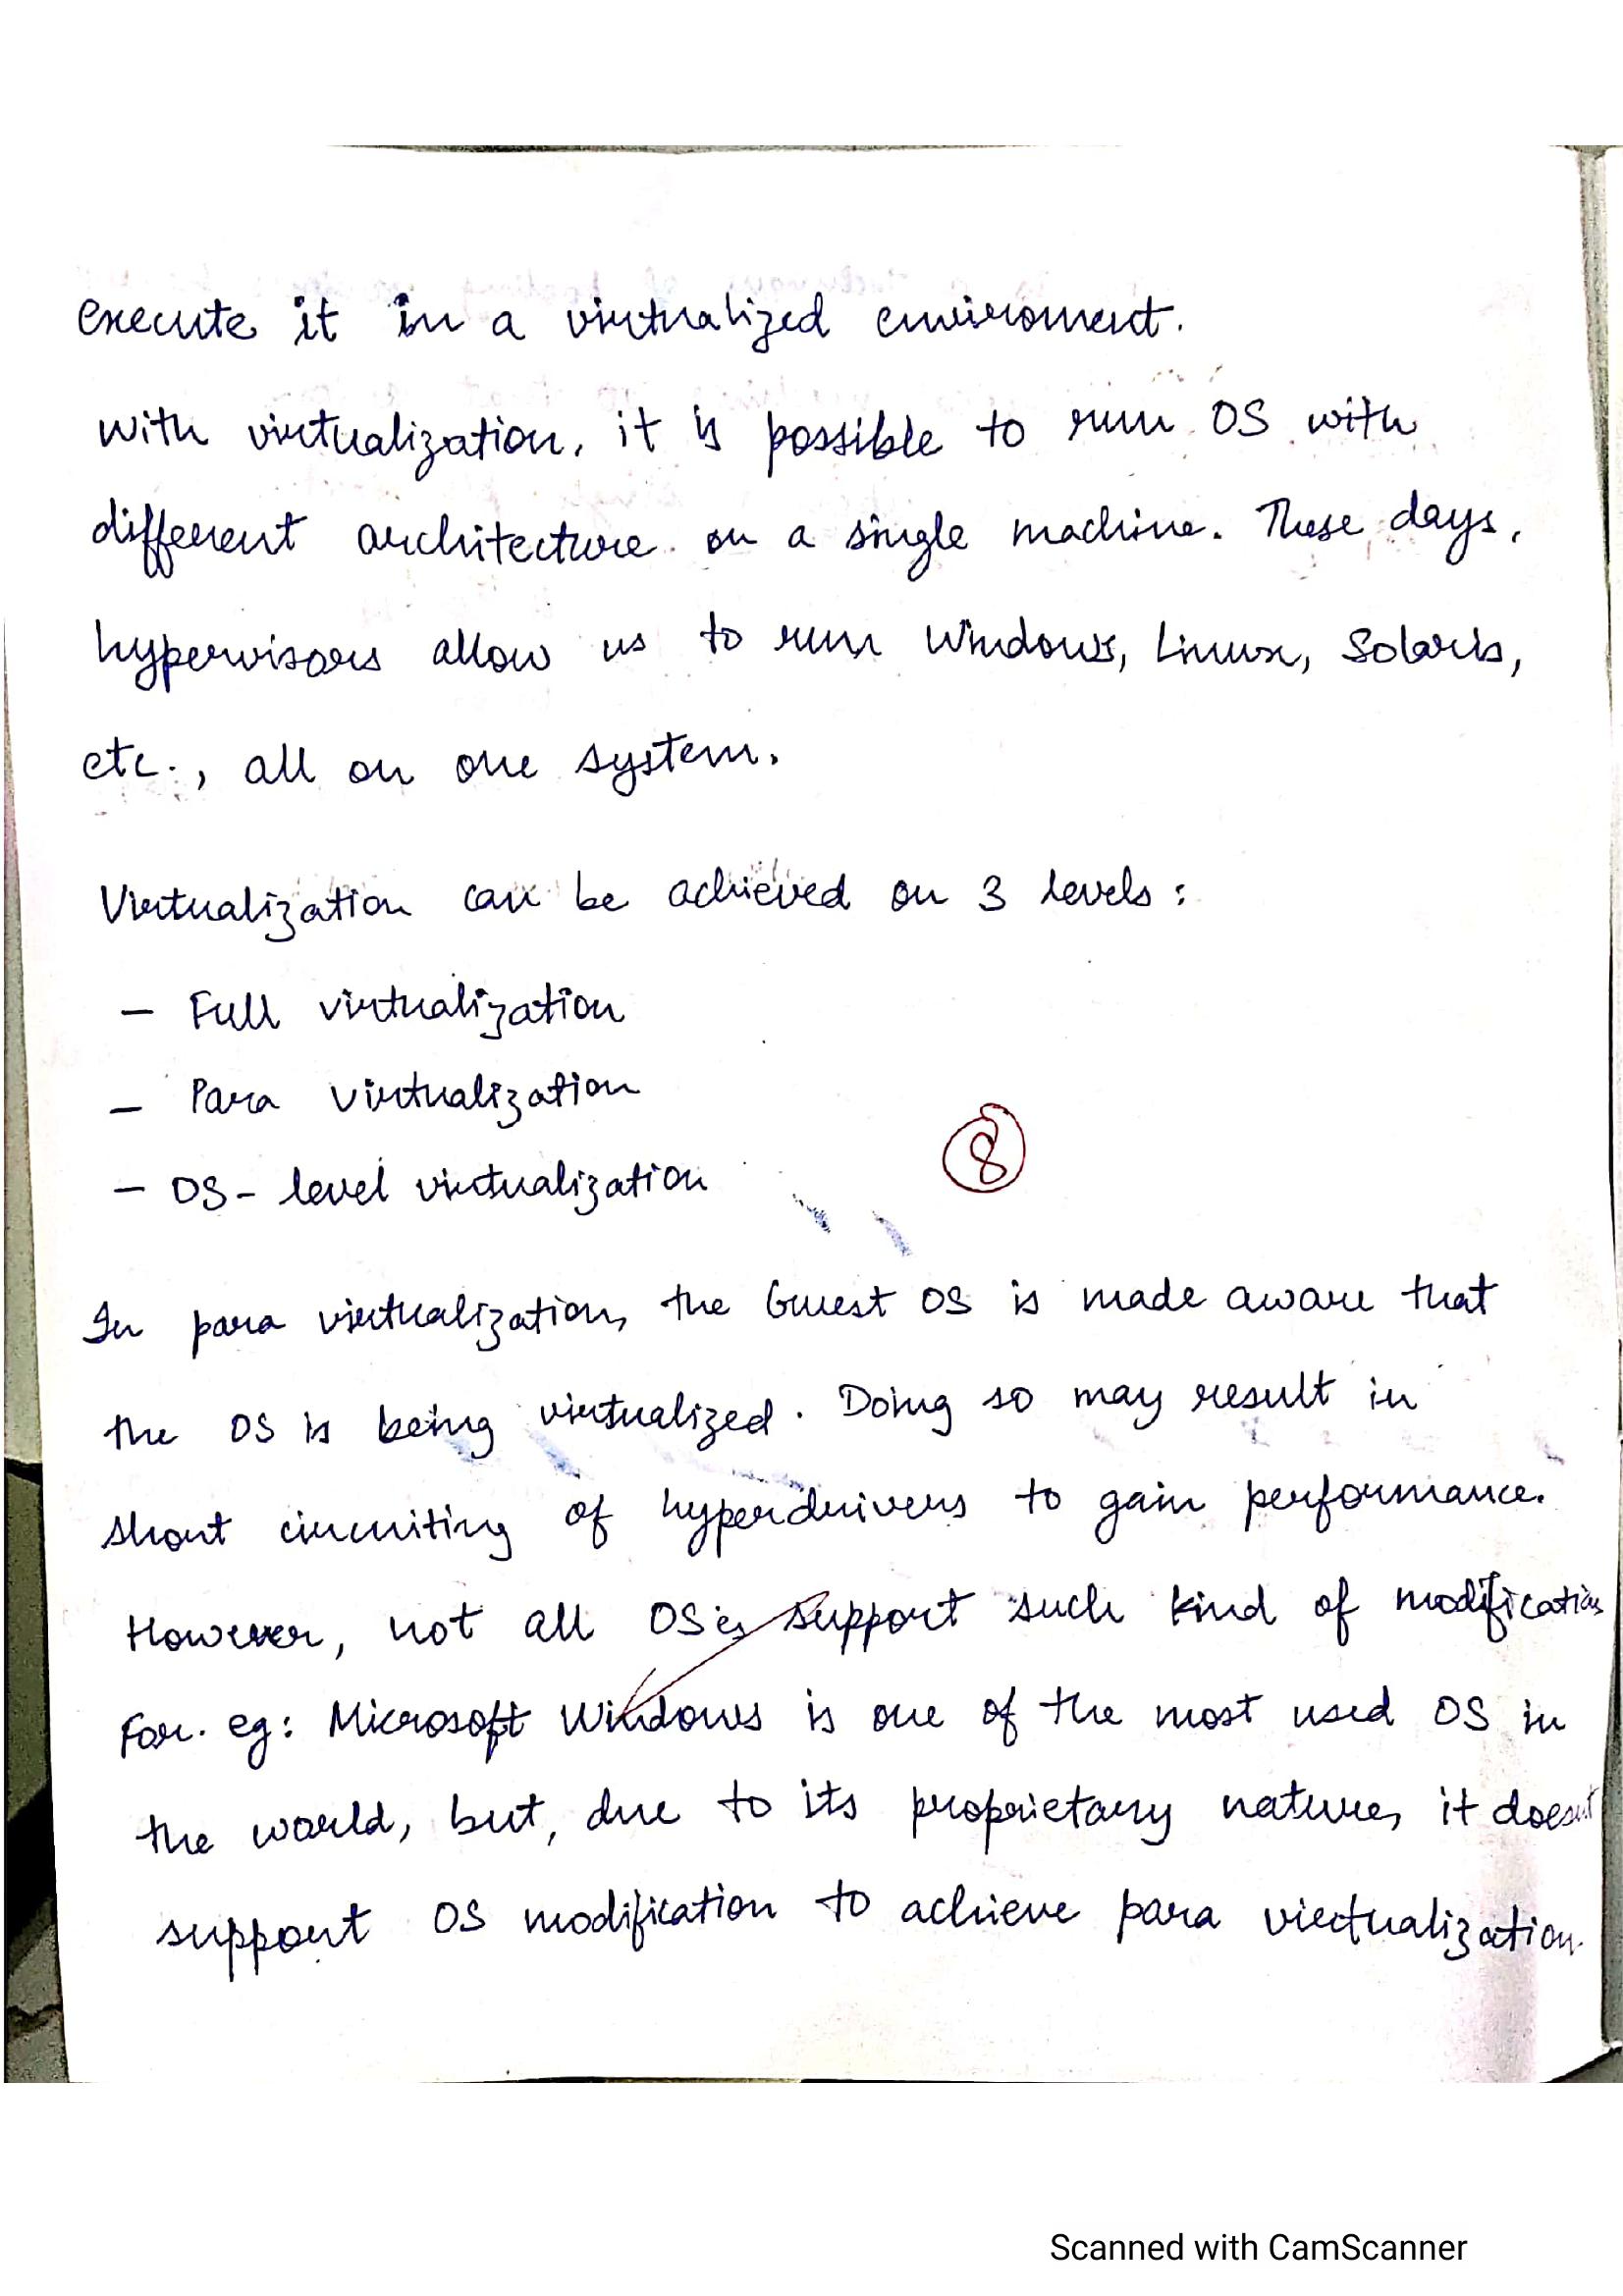 execute it in a virtualized enviroment.
With virtualization, it is possible to run OS with
different architecture on a single machine. These days,
hypervisors allow us to run Windows, Linux, Solaris,
etc., all on one system.
Virtualization can be achieved on 3 levels:
- Full virtualization
- Para virtualization
8
- OS-level virtualization
In para virtualization, the Guest OS is made aware that
the OS is being virtualized. Doing so may result in
short circuiting of hyperdrivers to gain performance.
However, not all OS'es support such kind of modification
For eg: Microsoft Windows is one of the most used OS in
the world, but, due to its proprietary nature, it doesn't
support OS modification to achieve para virtualization.
Scanned with CamScanner